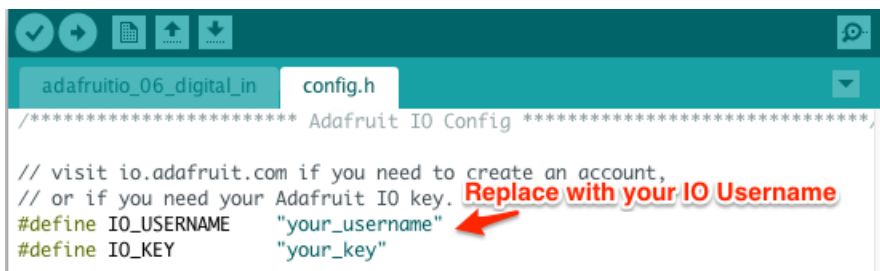 adafruitio_06_digital_in config.h
/************************ Adafruit IO Config *******************************/
// visit io.adafruit.com if you need to create an account,
// or if you need your Adafruit IO key.
Replace with your IO Username
#define IO_USERNAME "your_username"
#define IO_KEY "your_key"